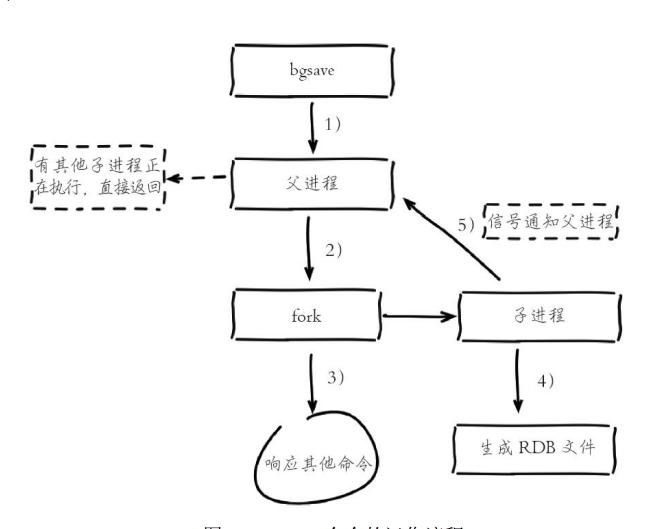 bgsave
1)
有其他子进程正
在执行，直接返回
父进程
5)
信号通知父进程
2)
fork
子进程
3)
4)
响应其他命令
生成 RDB 文件